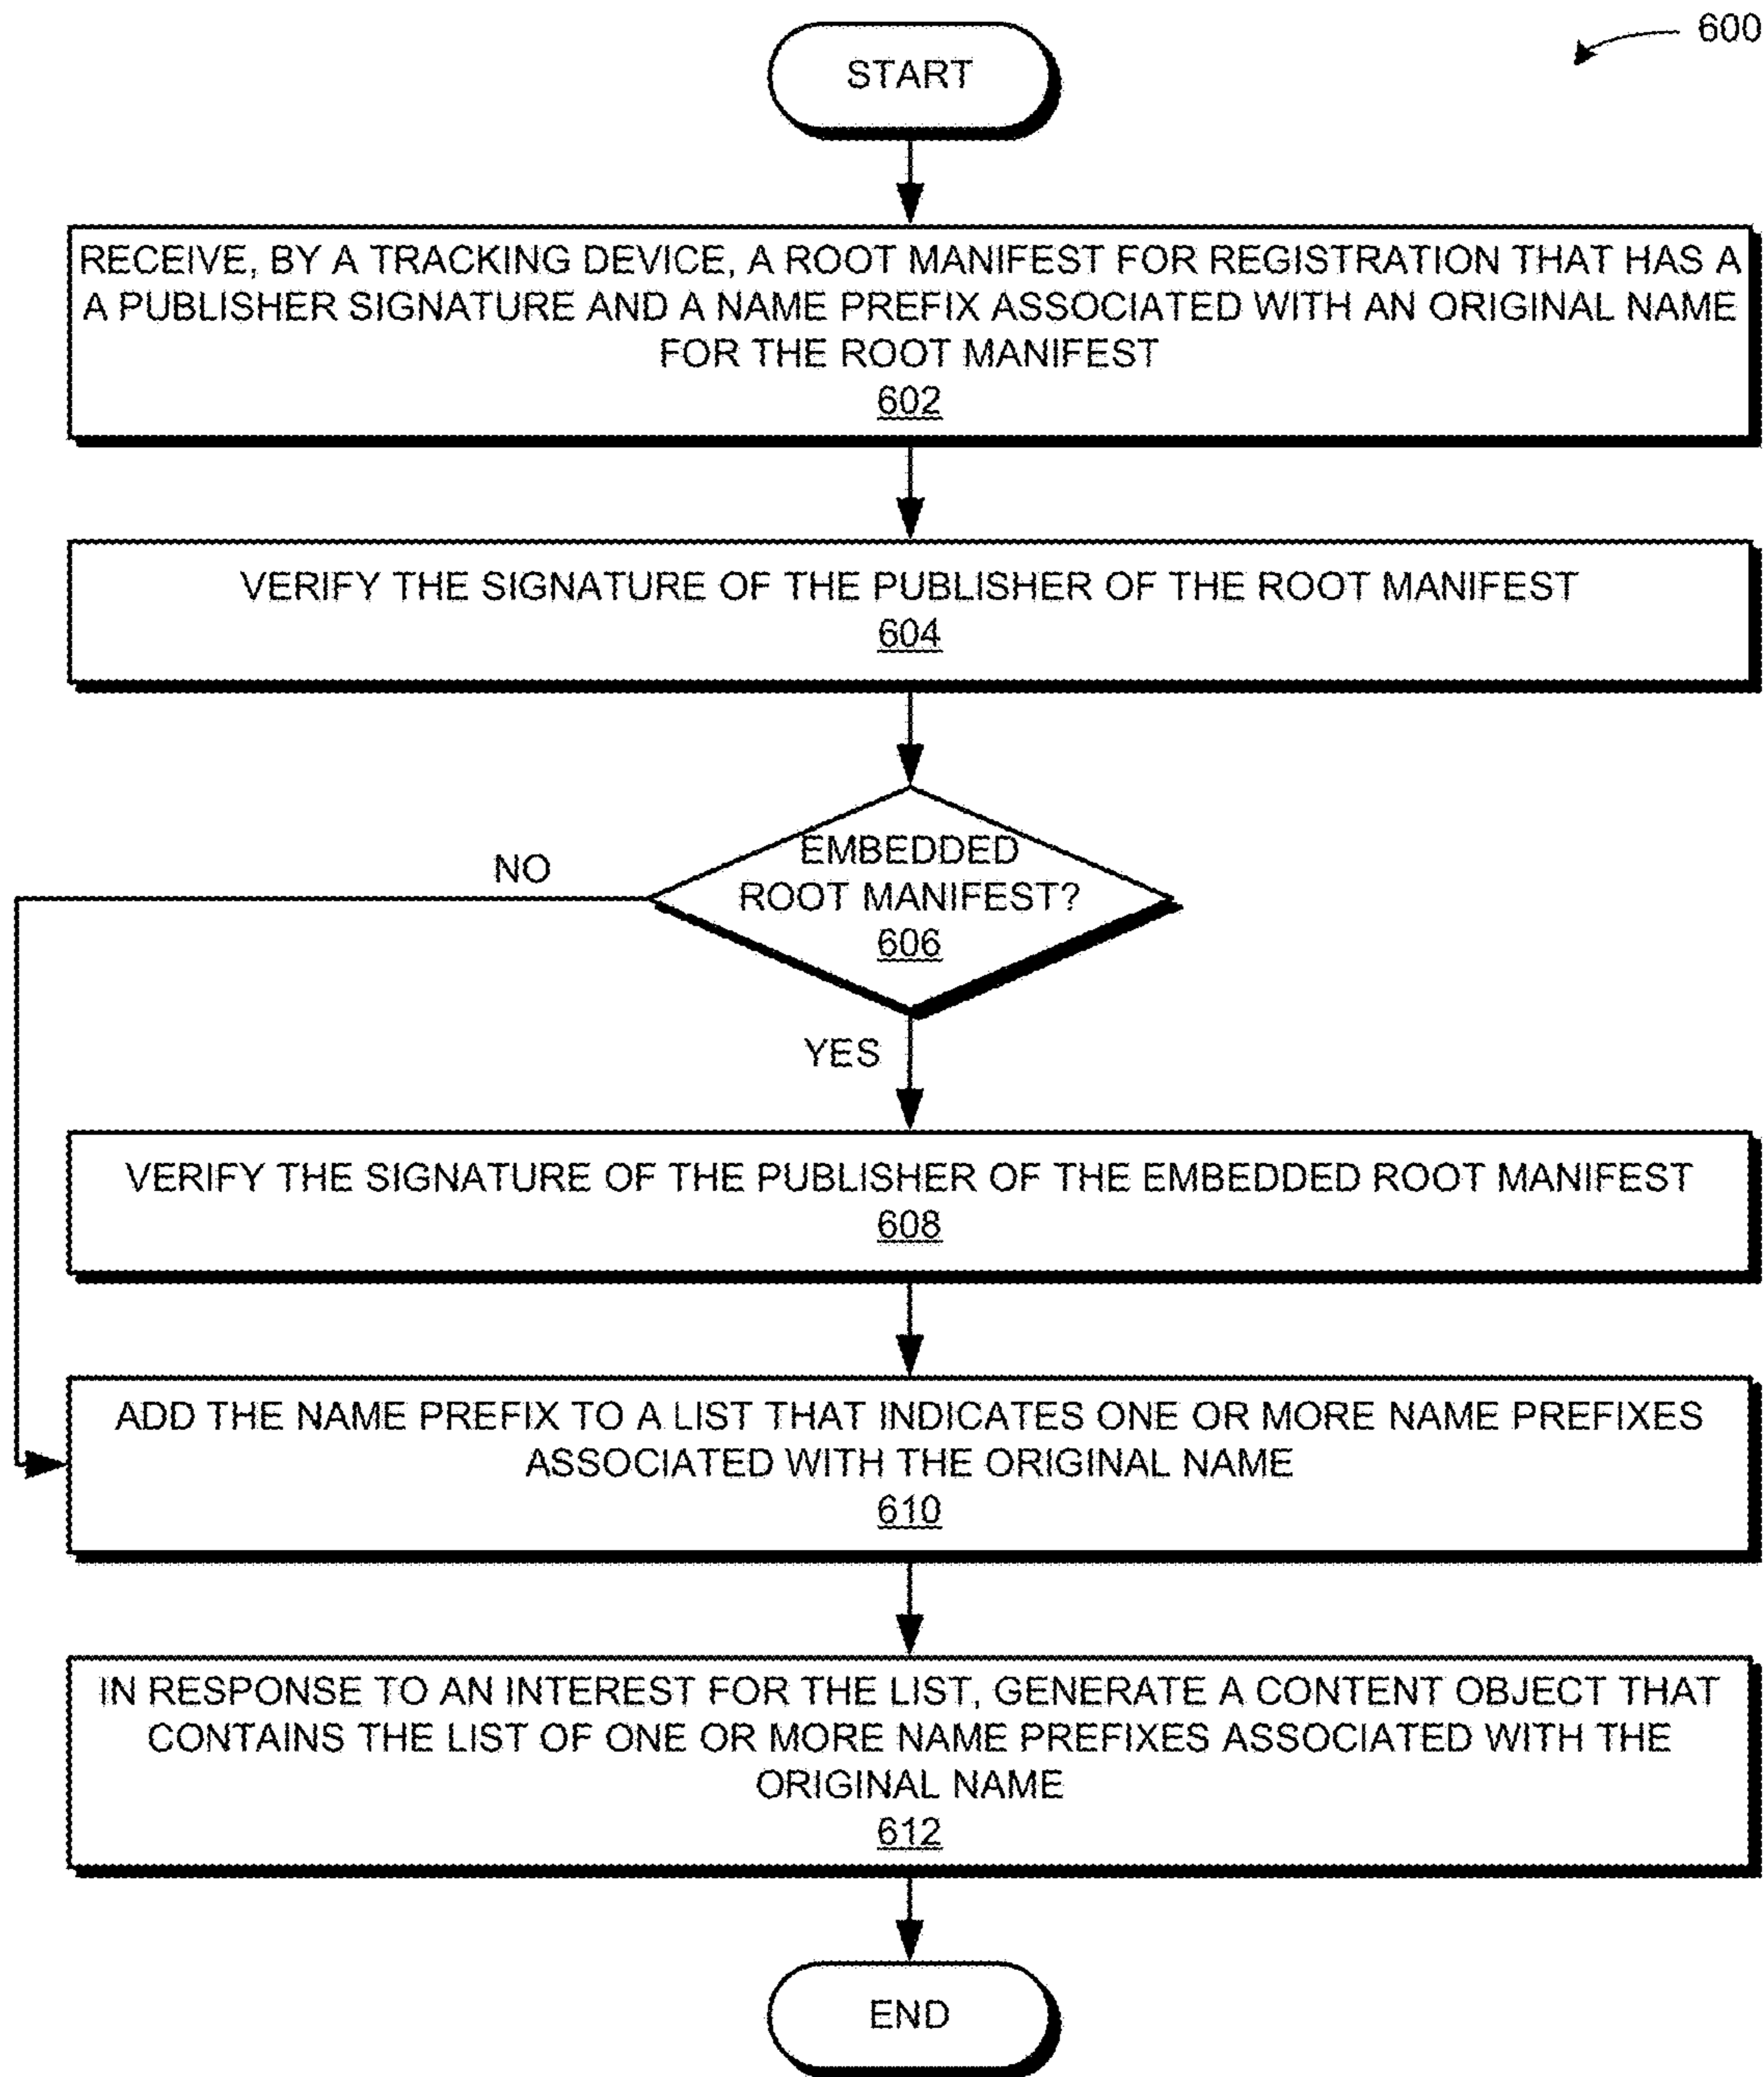 600
START
RECEIVE, BY A TRACKING DEVICE, A ROOT MANIFEST FOR REGISTRATION THAT HAS A
A PUBLISHER SIGNATURE AND A NAME PREFIX ASSOCIATED WITH AN ORIGINAL NAME
FOR THE ROOT MANIFEST
602
VERIFY THE SIGNATURE OF THE PUBLISHER OF THE ROOT MANIFEST
604
EMBEDDED
ROOT MANIFEST?
606
NO
YES
VERIFY THE SIGNATURE OF THE PUBLISHER OF THE EMBEDDED ROOT MANIFEST
608
ADD THE NAME PREFIX TO A LIST THAT INDICATES ONE OR MORE NAME PREFIXES
ASSOCIATED WITH THE ORIGINAL NAME
610
IN RESPONSE TO AN INTEREST FOR THE LIST, GENERATE A CONTENT OBJECT THAT
CONTAINS THE LIST OF ONE OR MORE NAME PREFIXES ASSOCIATED WITH THE
ORIGINAL NAME
612
END